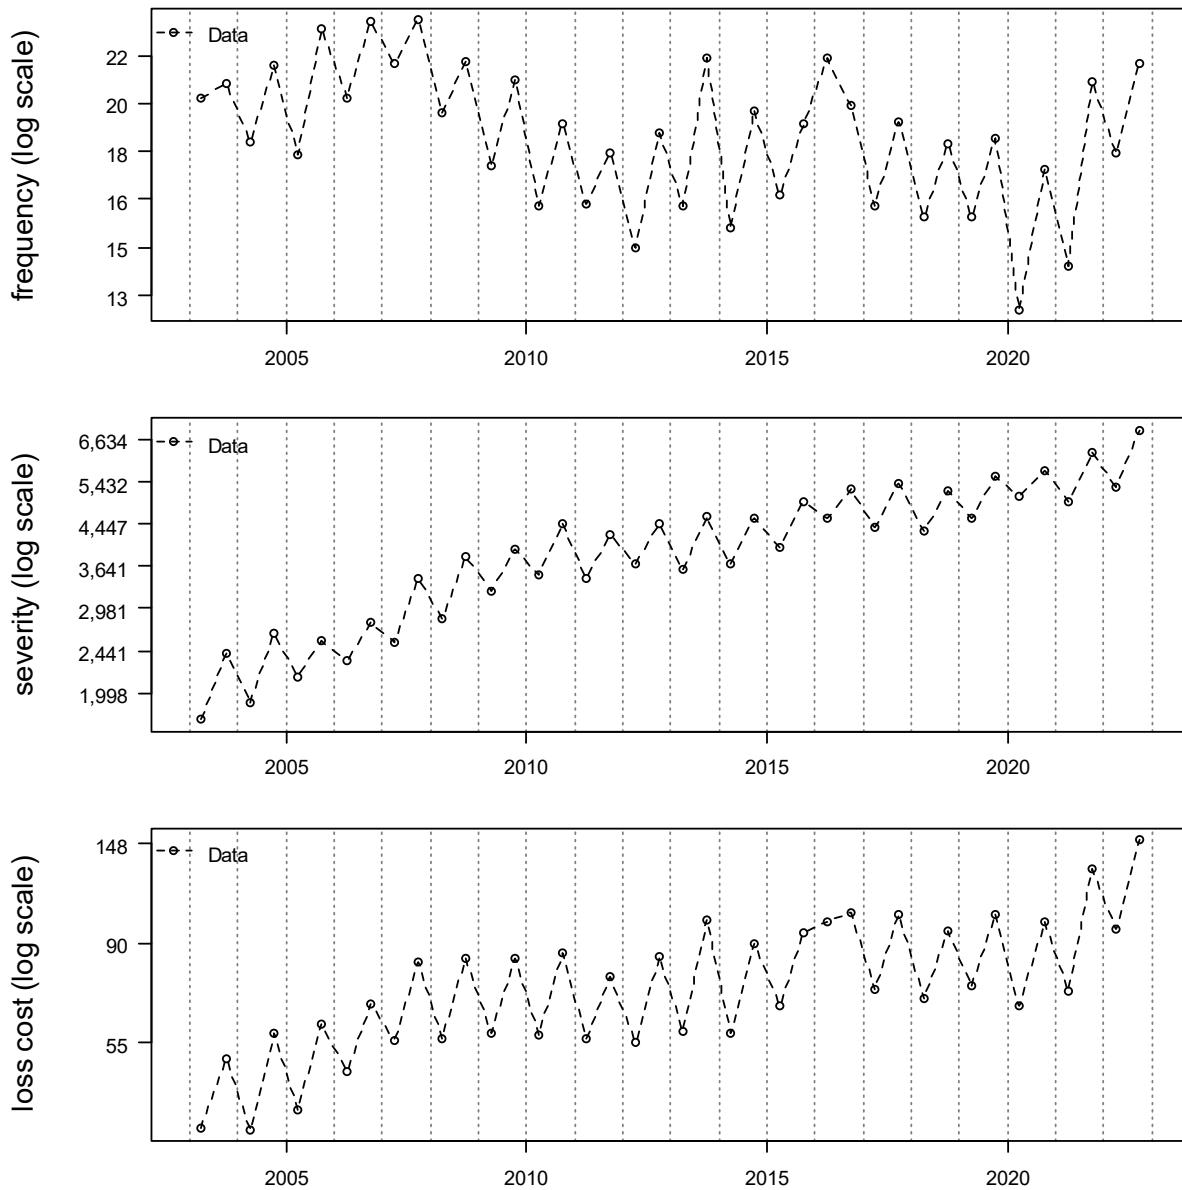 frequency (log scale)
Data
22
20
18
16
15
13
2005 2010 2015 2020
severity (log scale)
Data
6,634
5,432
4,447
3,641
2,981
2,441
1,998
2005 2010 2015 2020
loss cost (log scale)
Data
148
90
55
2005 2010 2015 2020